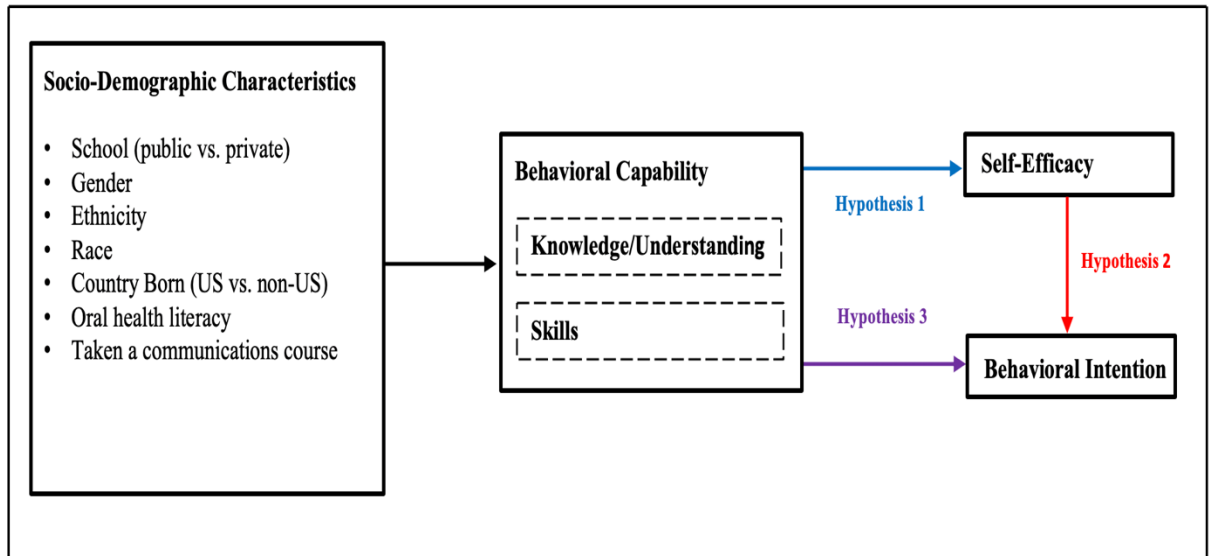 Socio-Demographic Characteristics
• School (public vs. private)
• Gender
• Ethnicity
• Race
• Country Born (US vs. non-US)
• Oral health literacy
• Taken a communications course
Behavioral Capability
Knowledge/Understanding
Skills
Hypothesis 1
Self-Efficacy
Hypothesis 2
Hypothesis 3
Behavioral Intention